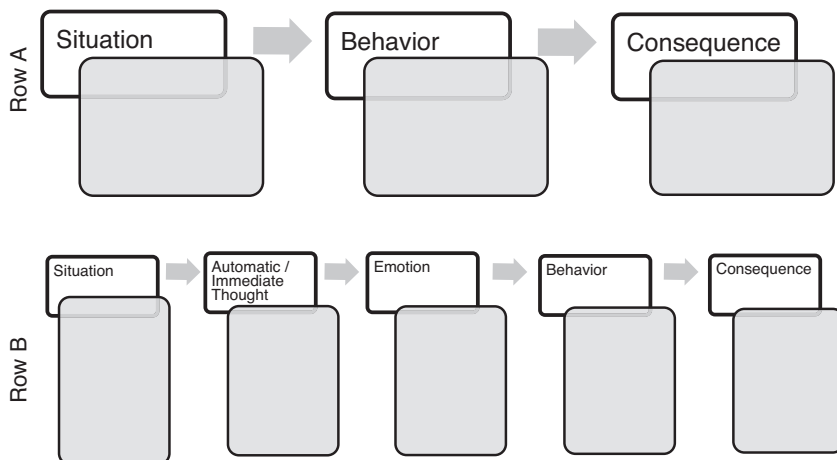 Row A
Situation
Behavior
Consequence
Row B
Situation
Automatic /
Immediate
Thought
Emotion
Behavior
Consequence